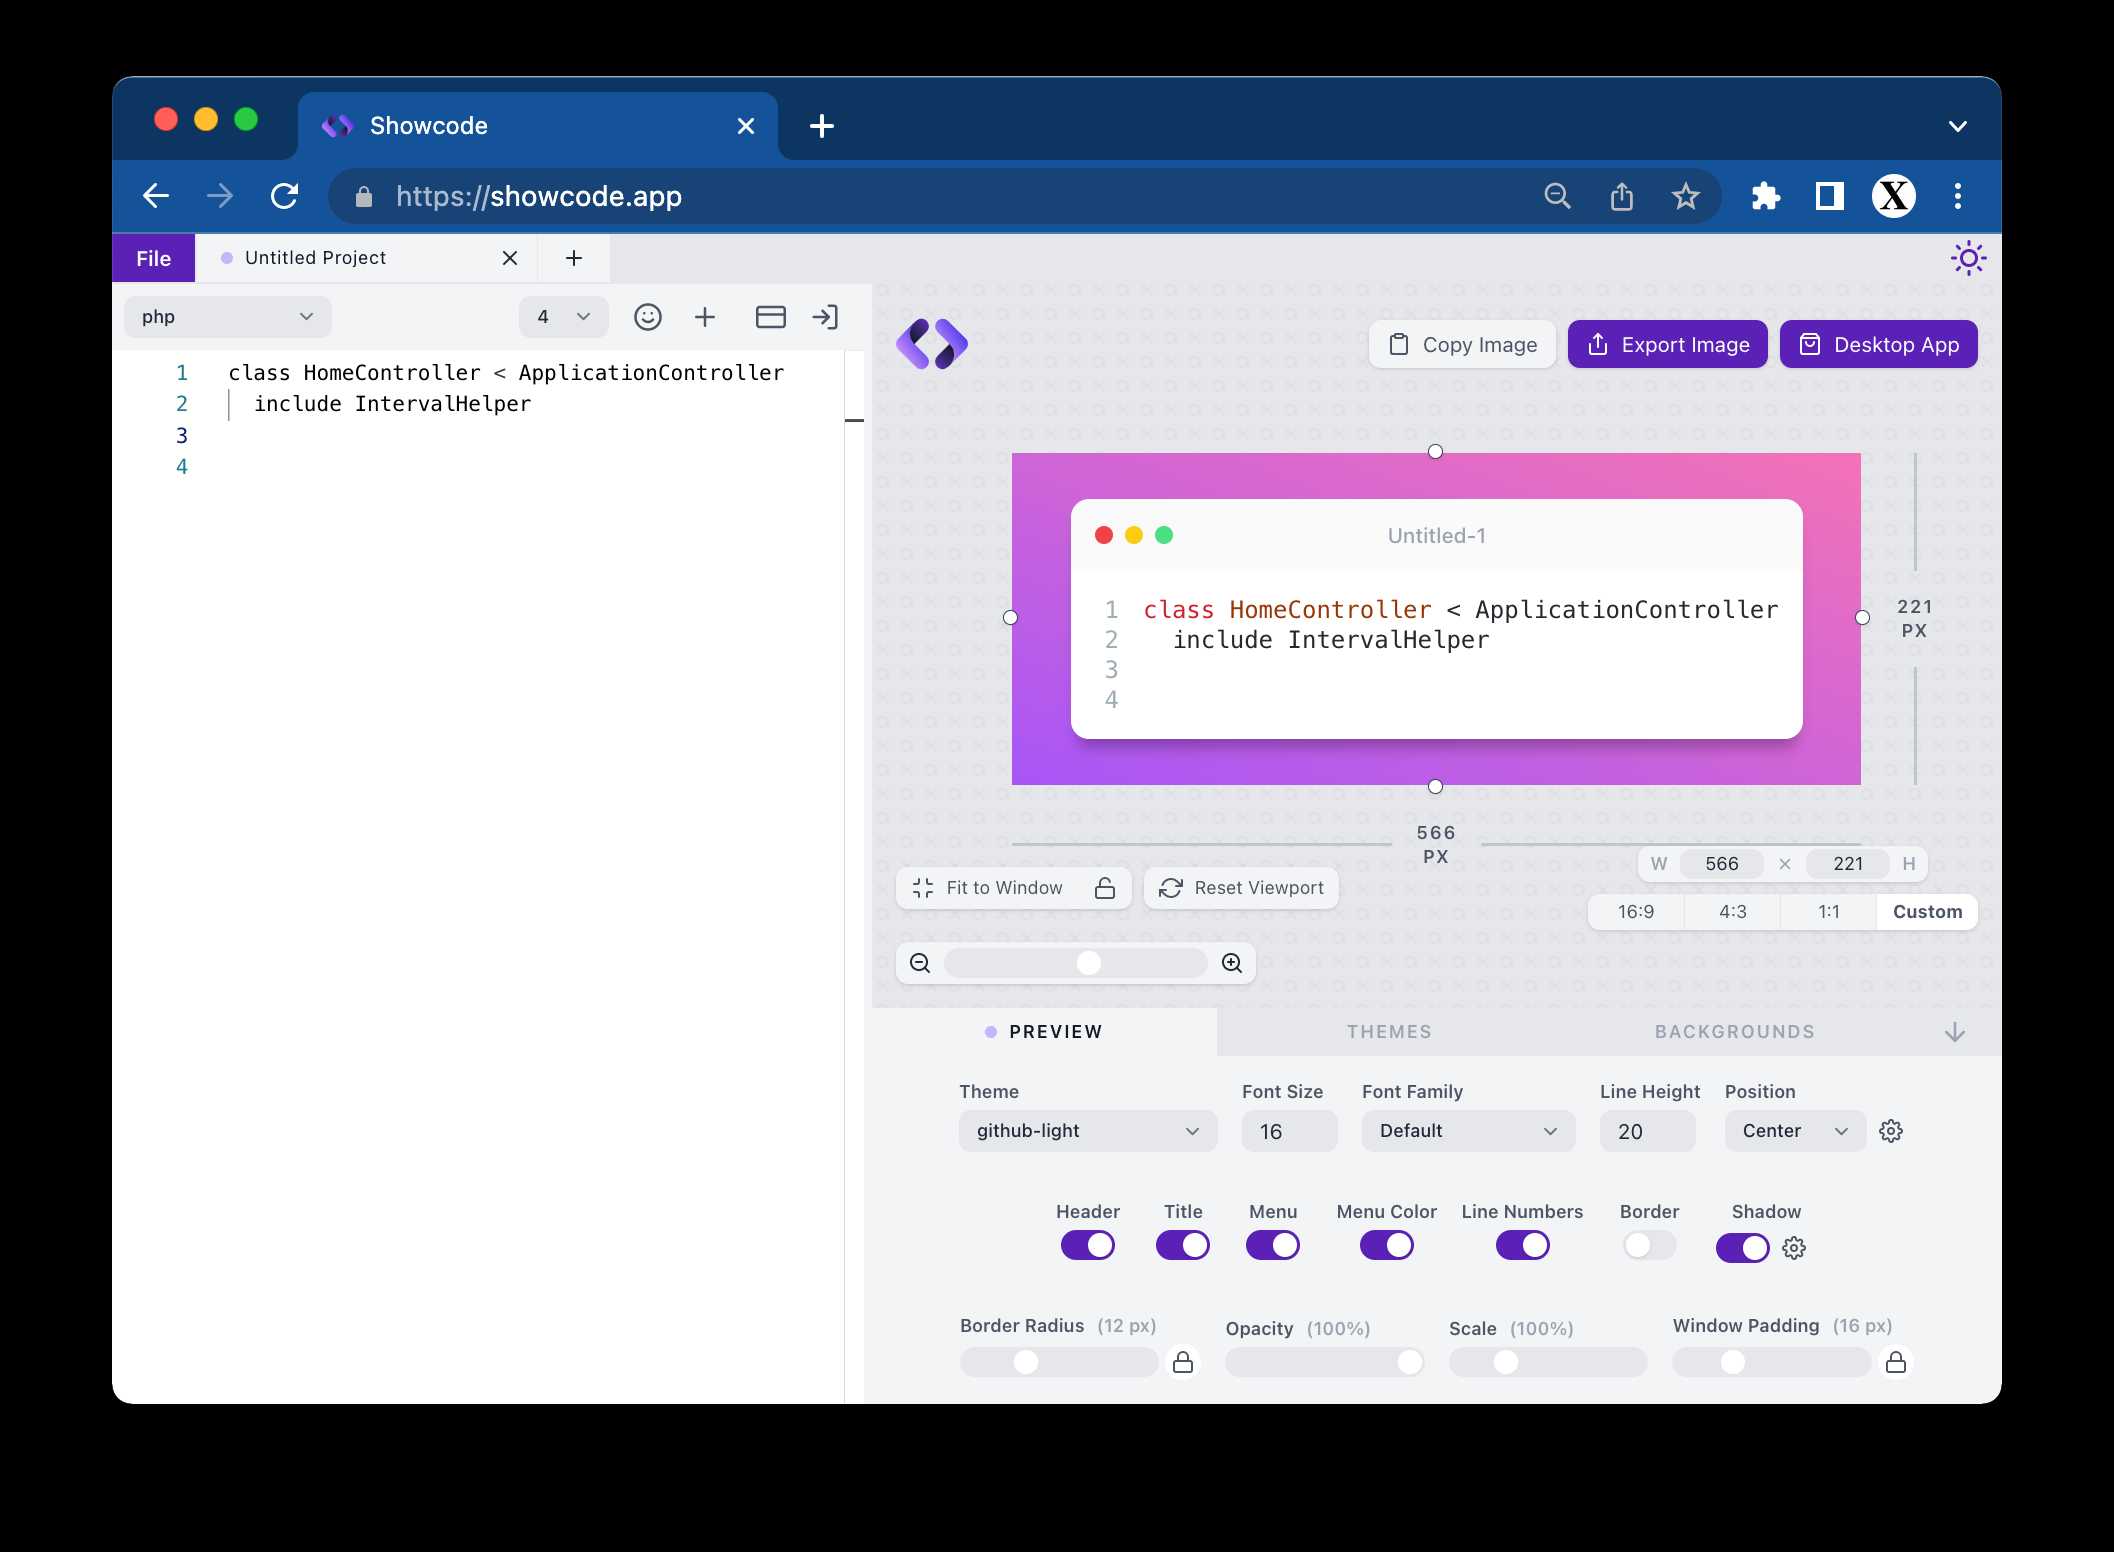 Showcode
https://showcode.app
X
File
Untitled Project
php
4
Copy Image
Export Image
Desktop App
1 class HomeController < ApplicationController
2 include IntervalHelper
3
4
Untitled-1
1 class HomeController < ApplicationController
2 include IntervalHelper
3
4
221
PX
566
PX
W 566 × 221 H
Fit to Window
Reset Viewport
16:9 4:3 1:1 Custom
PREVIEW THEMES BACKGROUNDS
Theme Font Size Font Family Line Height Position
github-light 16 Default 20 Center
Header Title Menu Menu Color Line Numbers Border Shadow
Border Radius (12 px) Opacity (100%) Scale (100%) Window Padding (16 px)